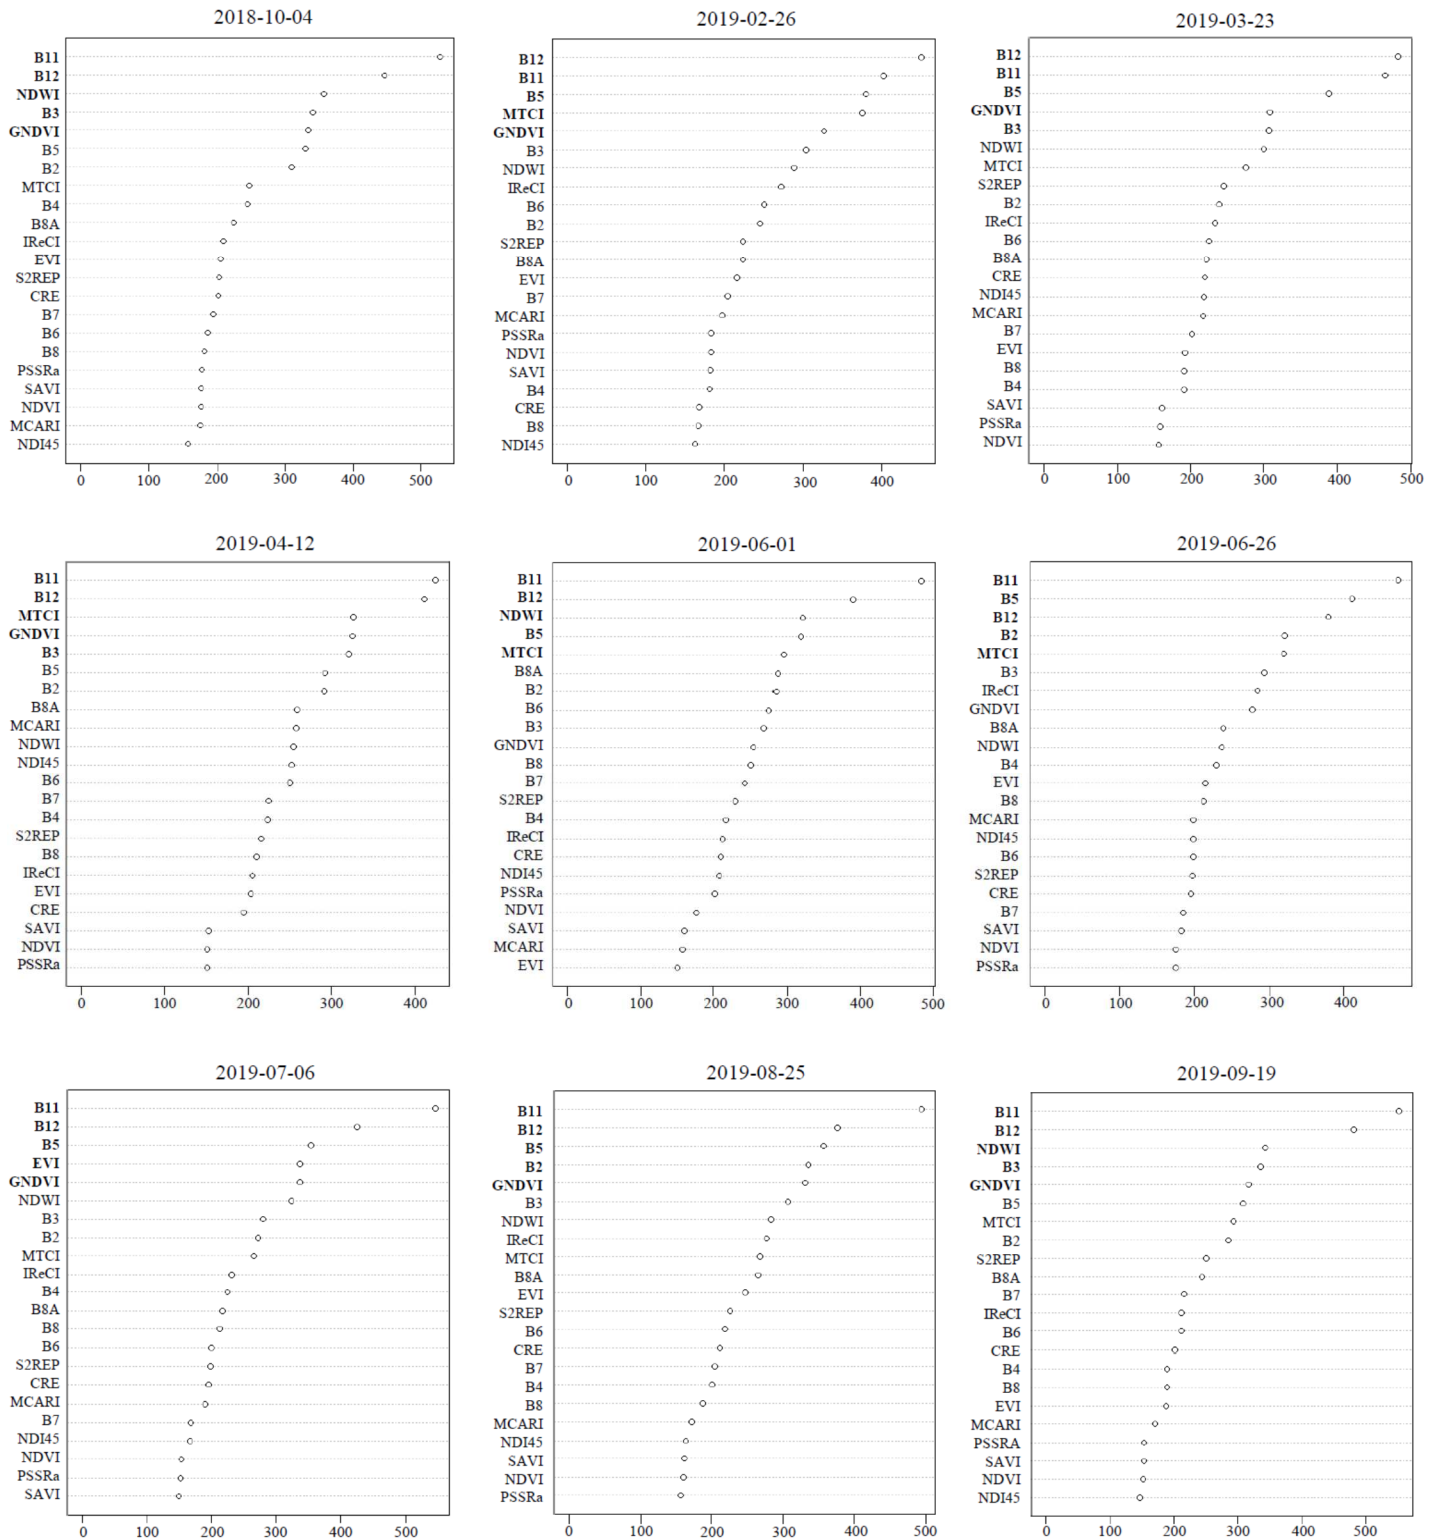 2018-10-04
B11
B12
NDWI
B3
GNDVI
B5
B2
MTCI
B4
B8A
IReCI
EVI
S2REP
CRE
B7
B6
B8
PSSRa
SAVI
NDVI
MCARI
NDI45
0 100 200 300 400 500
2019-02-26
B12
B11
B5
MTCI
GNDVI
B3
NDWI
IReCI
B6
B2
S2REP
B8A
EVI
B7
MCARI
PSSRa
NDVI
SAVI
B4
CRE
B8
NDI45
0 100 200 300 400
2019-03-23
B12
B11
B5
GNDVI
B3
NDWI
MTCI
S2REP
B2
IReCI
B6
B8A
CRE
NDI45
MCARI
B7
EVI
B8
B4
SAVI
PSSRa
NDVI
0 100 200 300 400 500
2019-04-12
B11
B12
MTCI
GNDVI
B3
B5
B2
B8A
MCARI
NDWI
NDI45
B6
B7
B4
S2REP
B8
IReCI
EVI
CRE
SAVI
NDVI
PSSRa
0 100 200 300 400
2019-06-01
B11
B12
NDWI
B5
MTCI
B8A
B2
B6
B3
GNDVI
B8
B7
S2REP
B4
IReCI
CRE
NDI45
PSSRa
NDVI
SAVI
MCARI
EVI
0 100 200 300 400 500
2019-06-26
B11
B5
B12
B2
MTCI
B3
IReCI
GNDVI
B8A
NDWI
B4
EVI
B8
MCARI
NDI45
B6
S2REP
CRE
B7
SAVI
NDVI
PSSRa
0 100 200 300 400
2019-07-06
B11
B12
B5
EVI
GNDVI
NDWI
B3
B2
MTCI
IReCI
B4
B8A
B8
B6
S2REP
CRE
MCARI
B7
NDI45
NDVI
PSSRa
SAVI
0 100 200 300 400 500
2019-08-25
B11
B12
B5
B2
GNDVI
B3
NDWI
IReCI
MTCI
B8A
EVI
S2REP
B6
CRE
B7
B4
B8
MCARI
NDI45
SAVI
NDVI
PSSRa
0 100 200 300 400 500
2019-09-19
B11
B12
NDWI
B3
GNDVI
B5
MTCI
B2
S2REP
B8A
B7
IReCI
B6
CRE
B4
B8
EVI
MCARI
PSSRA
SAVI
NDVI
NDI45
0 100 200 300 400 500